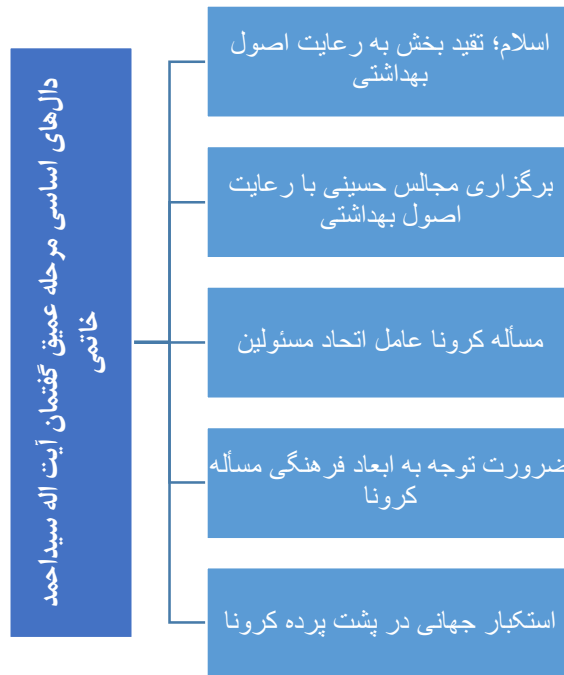 دال‌های اساسی مرحله عمیق گفتمان آیت اله سیداحمد
خاتمی
اسلام؛ تقید بخش به رعایت اصول
بهداشتی
برگزاری مجالس حسینی با رعایت
اصول بهداشتی
مسأله کرونا عامل اتحاد مسئولین
ضرورت توجه به ابعاد فرهنگی مسأله
کرونا
استکبار جهانی در پشت پرده کرونا